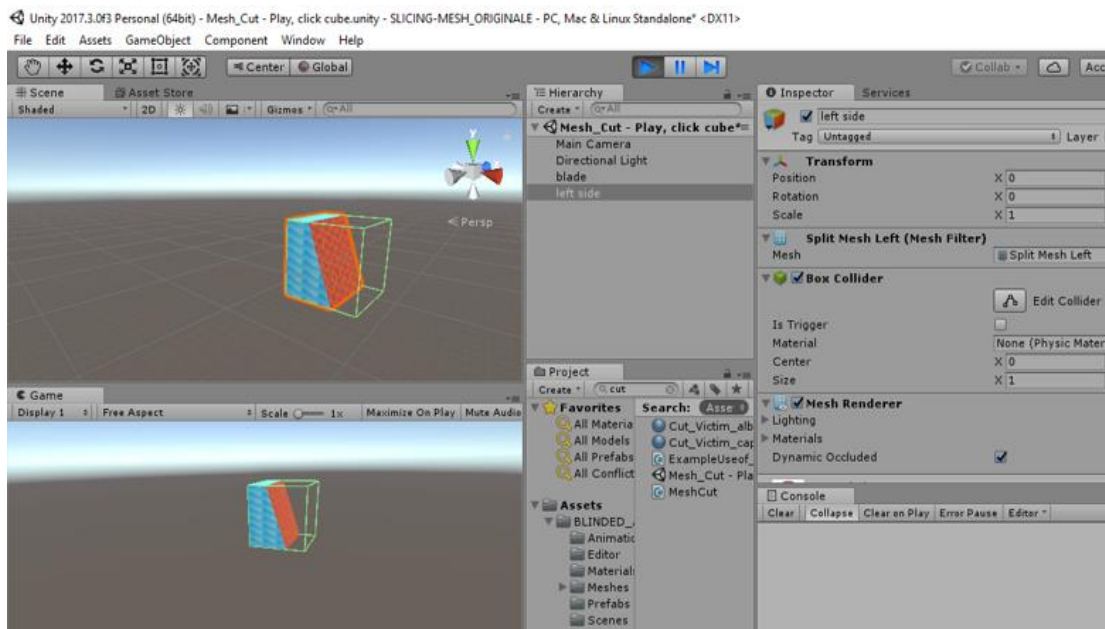 Unity 2017.3.0f3 Personal (64bit) - Mesh_Cut - Play, click cube.unity - SLICING-MESH_ORIGINALE - PC, Mac & Linux Standalone* <DX11>
File Edit Assets GameObject Component Window Help
Center Global Collab Acc
Scene Asset Store
Shaded 2D Gizmos All
y
x
Persp
Game
Display 1 Free Aspect Scale 1x Maximize On Play Mute Audio
Hierarchy
Create All
Mesh_Cut - Play, click cube*
Main Camera
Directional Light
blade
left side
Project
Create cut
Favorites
All Materia
All Models
All Prefabs
All Conflict
Assets
BLINDED_
Animatio
Editor
Material
Meshes
Prefabs
Scenes
Search: Asse
Cut_Victim_alb
Cut_Victim_cap
ExampleUseof_
Mesh_Cut - Pla
MeshCut
Inspector Services
left side
Tag Untagged Layer
Transform
Position X 0
Rotation X 0
Scale X 1
Split Mesh Left (Mesh Filter)
Mesh Split Mesh Left
Box Collider
Edit Collider
Is Trigger
Material None (Physic Mater
Center X 0
Size X 1
Mesh Renderer
Lighting
Materials
Dynamic Occluded
Console
Clear Collapse Clear on Play Error Pause Editor